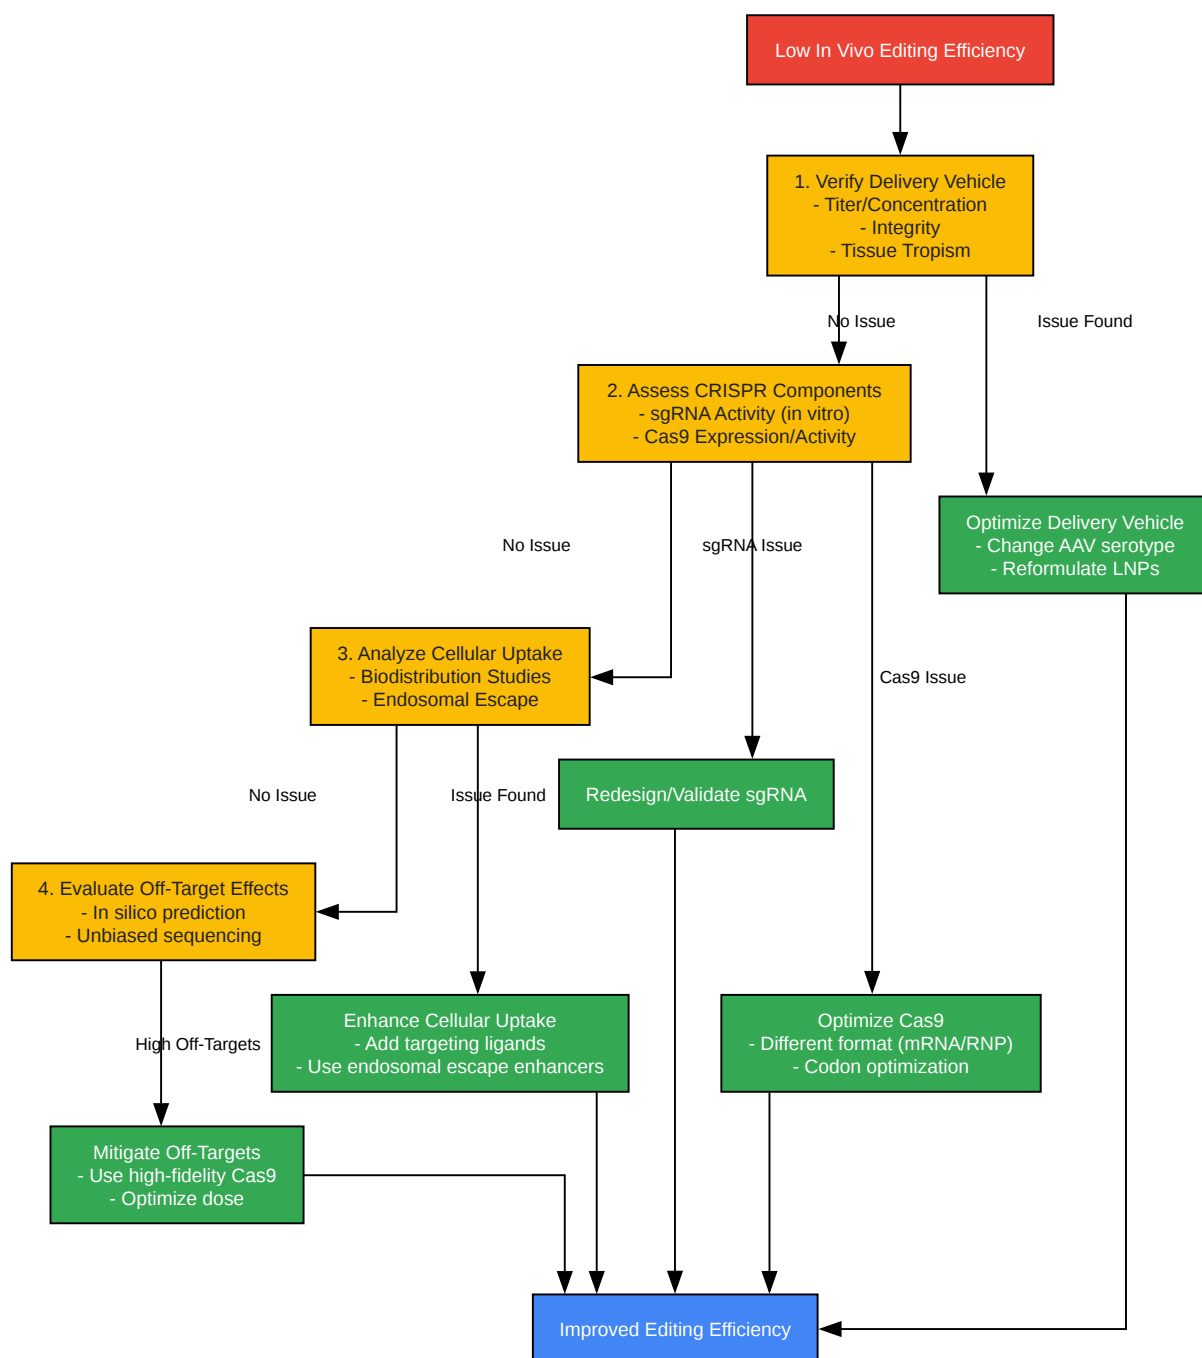 Low In Vivo Editing Efficiency
1. Verify Delivery Vehicle
- Titer/Concentration
- Integrity
- Tissue Tropism
No Issue
Issue Found
2. Assess CRISPR Components
- sgRNA Activity (in vitro)
- Cas9 Expression/Activity
Optimize Delivery Vehicle
- Change AAV serotype
- Reformulate LNPs
No Issue
sgRNA Issue
Cas9 Issue
3. Analyze Cellular Uptake
- Biodistribution Studies
- Endosomal Escape
No Issue
Issue Found
Redesign/Validate sgRNA
4. Evaluate Off-Target Effects
- In silico prediction
- Unbiased sequencing
High Off-Targets
Enhance Cellular Uptake
- Add targeting ligands
- Use endosomal escape enhancers
Optimize Cas9
- Different format (mRNA/RNP)
- Codon optimization
Mitigate Off-Targets
- Use high-fidelity Cas9
- Optimize dose
Improved Editing Efficiency